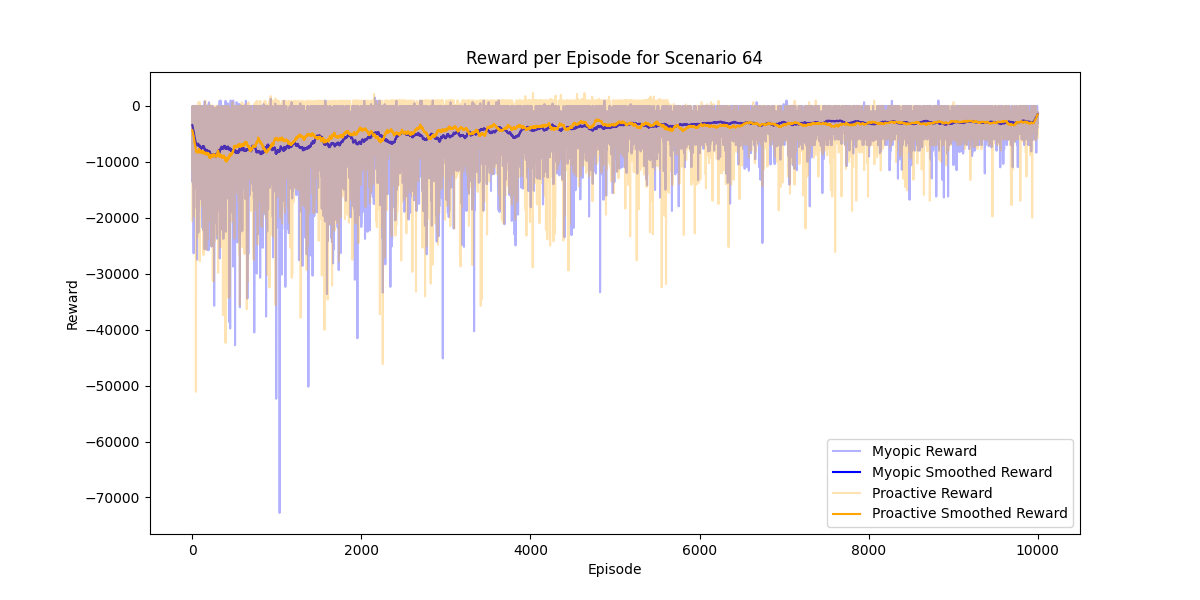 Reward per Episode for Scenario 64
0
−10000
−20000
−30000
−40000
−50000
−60000
−70000
Reward
0
2000
4000
6000
8000
10000
Episode
Myopic Reward
Myopic Smoothed Reward
Proactive Reward
Proactive Smoothed Reward